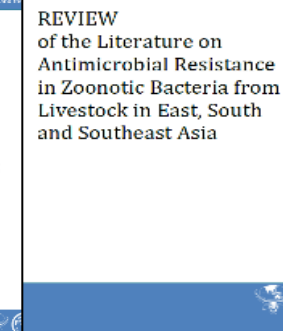 REVIEW
of the Literature on
Antimicrobial Resistance
in Zoonotic Bacteria from
Livestock in East, South
and Southeast Asia